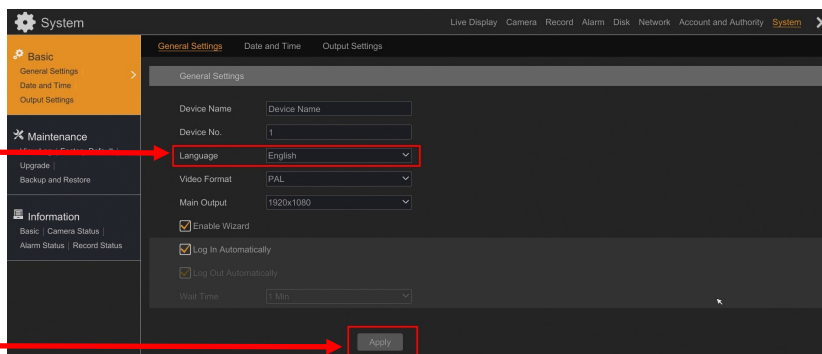 System
Live Display Camera Record Alarm Disk Network Account and Authority System
Basic
General Settings
Date and Time
Output Settings
Maintenance
Upgrade |
Backup and Restore
Information
Basic | Camera Status |
Alarm Status | Record Status
General Settings Date and Time Output Settings
General Settings
Device Name Device Name
Device No. 1
Language English
Video Format PAL
Main Output 1920x1080
Enable Wizard
Log In Automatically
Log Out Automatically
Wait Time 1 Min
Apply